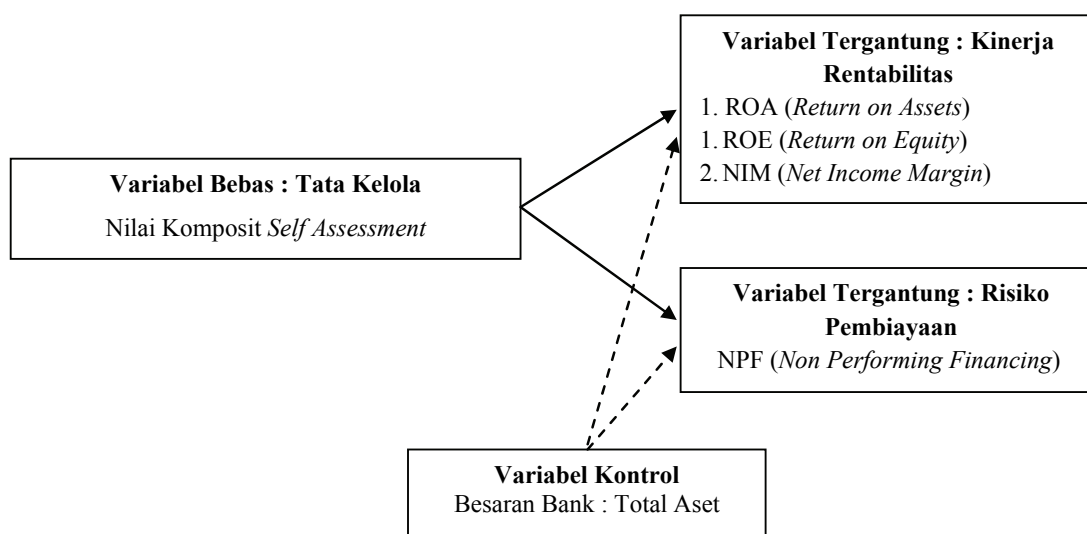 Variabel Tergantung : Kinerja
Rentabilitas
1. ROA (Return on Assets)
1. ROE (Return on Equity)
2. NIM (Net Income Margin)
Variabel Bebas : Tata Kelola
Nilai Komposit Self Assessment
Variabel Tergantung : Risiko
Pembiayaan
NPF (Non Performing Financing)
Variabel Kontrol
Besaran Bank : Total Aset